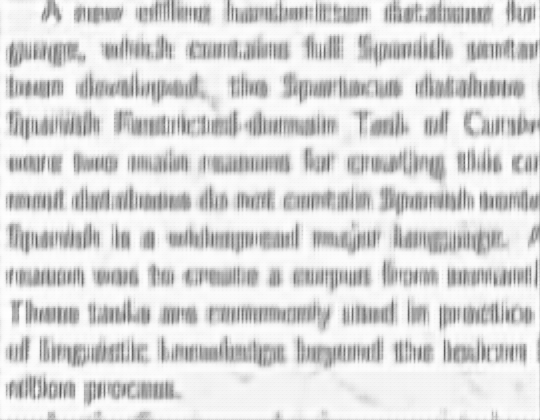 A new offline handwritten database for
guage, which contains full Spanish senten
been developed, the Spartacus database
Spanish Restricted-domain Task of Cursiv
were two main reasons for creating this cor
most databases do not contain Spanish sente
Spanish is a widespread major language. A
reason was to create a corpus from semanti
These tasks are commonly used in practice
of linguistic knowledge beyond the lexicon
nition process.